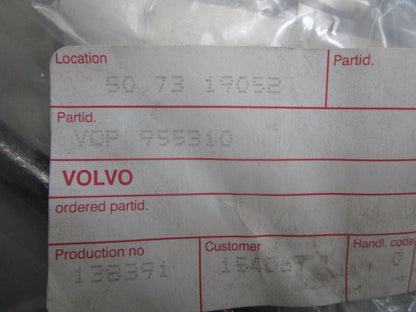 Location Partid.
50 73 19052
Partid.
VOP 955310
VOLVO
ordered partid.
Production no Customer Handl. code
138391